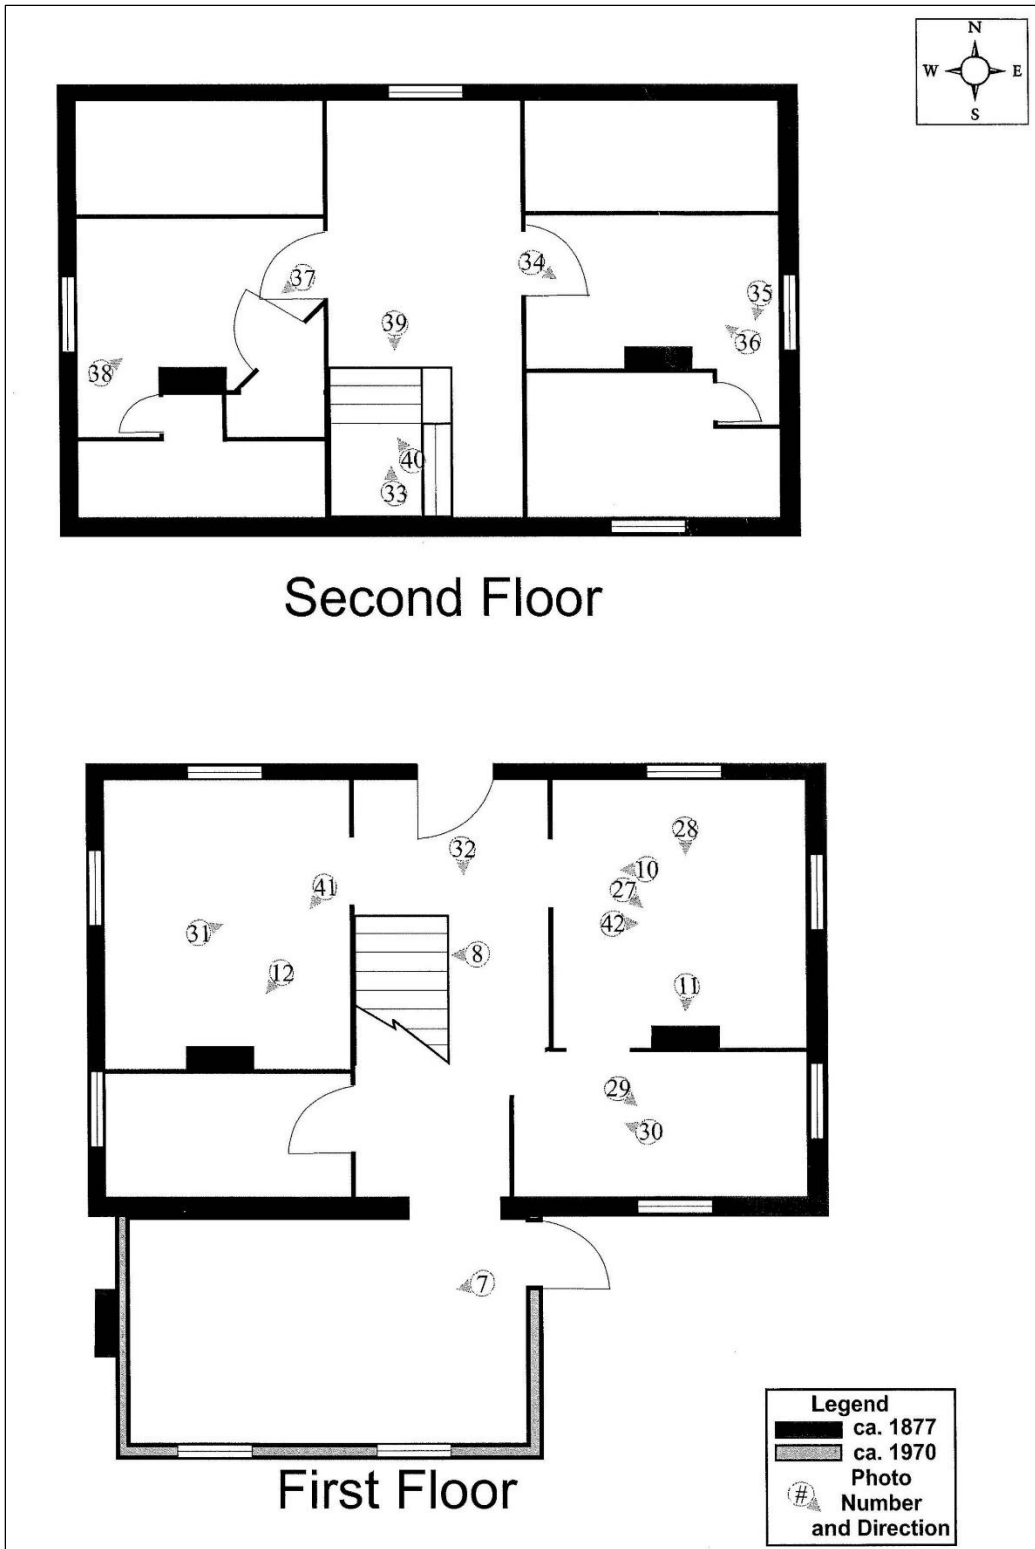 N
W E
S
37
34
35
39
36
38
40
33
Second Floor
28
32
10
41
27
31
42
8
12
11
29
30
7
Legend
ca. 1877
ca. 1970
Photo
# Number
and Direction
First Floor